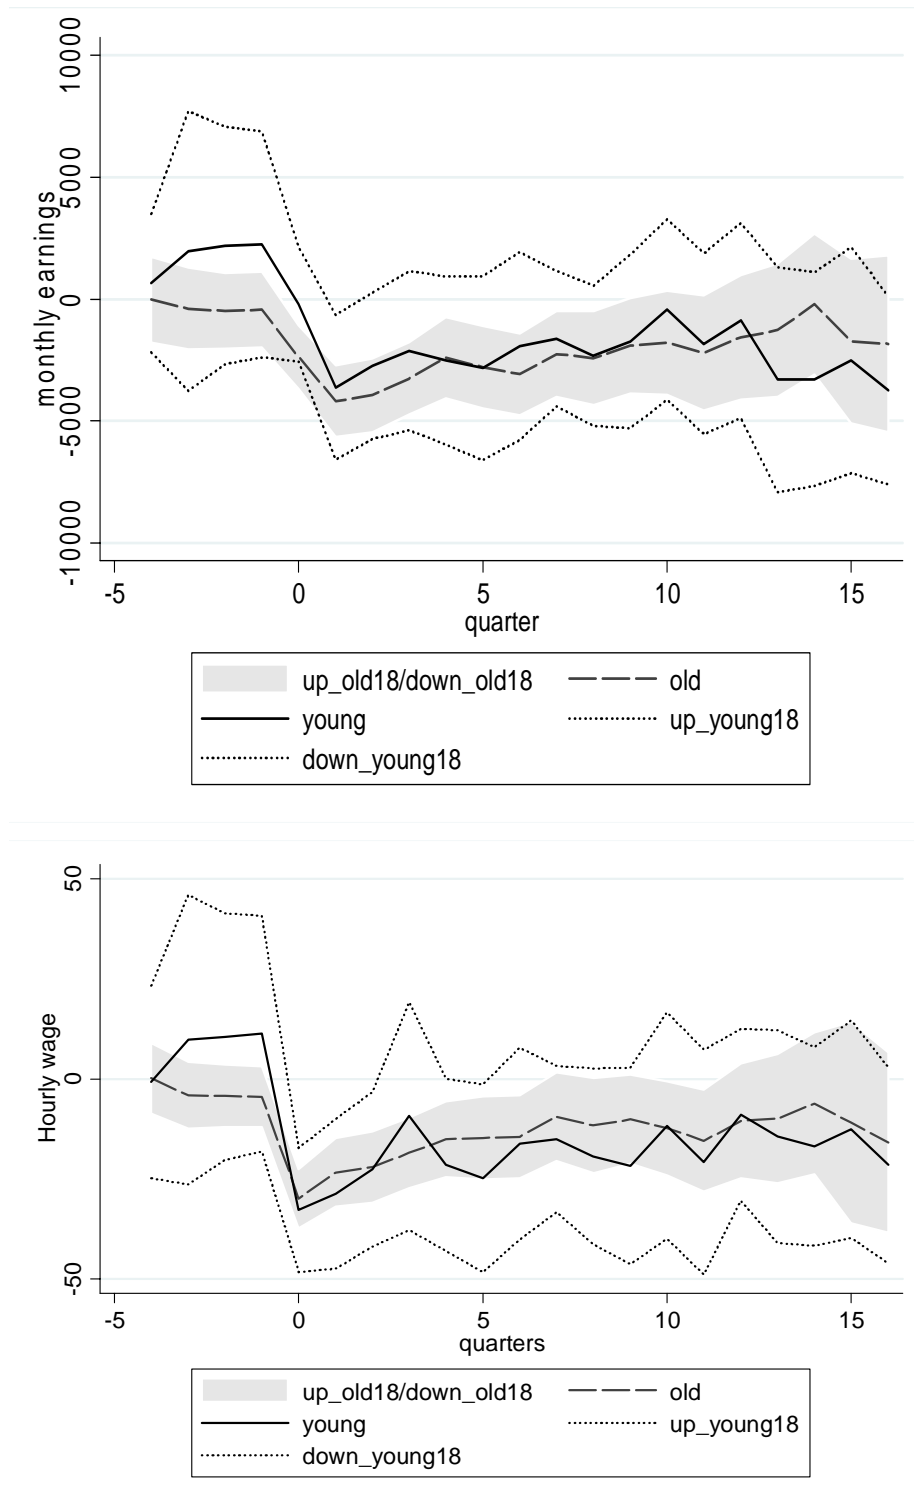 10000
5000
0
-5000
-10000
monthly earnings
-5 0 5 10 15
quarter
up_old18/down_old18 old
young up_young18
down_young18
50
0
-50
Hourly wage
-5 0 5 10 15
quarters
up_old18/down_old18 old
young up_young18
down_young18